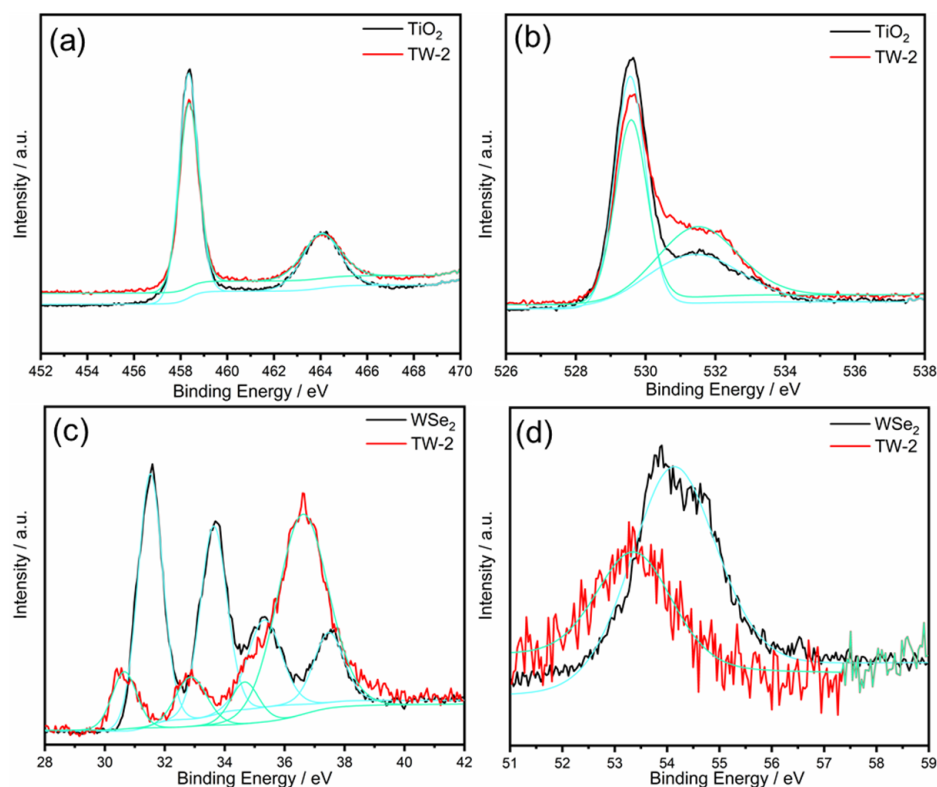 (a)
TiO2
TW-2
Intensity / a.u.
452 454 456 458 460 462 464 466 468 470
Binding Energy / eV
(b)
TiO2
TW-2
Intensity / a.u.
526 528 530 532 534 536 538
Binding Energy / eV
(c)
WSe2
TW-2
Intensity / a.u.
28 30 32 34 36 38 40 42
Binding Energy / eV
(d)
WSe2
TW-2
Intensity / a.u.
51 52 53 54 55 56 57 58 59
Binding Energy / eV